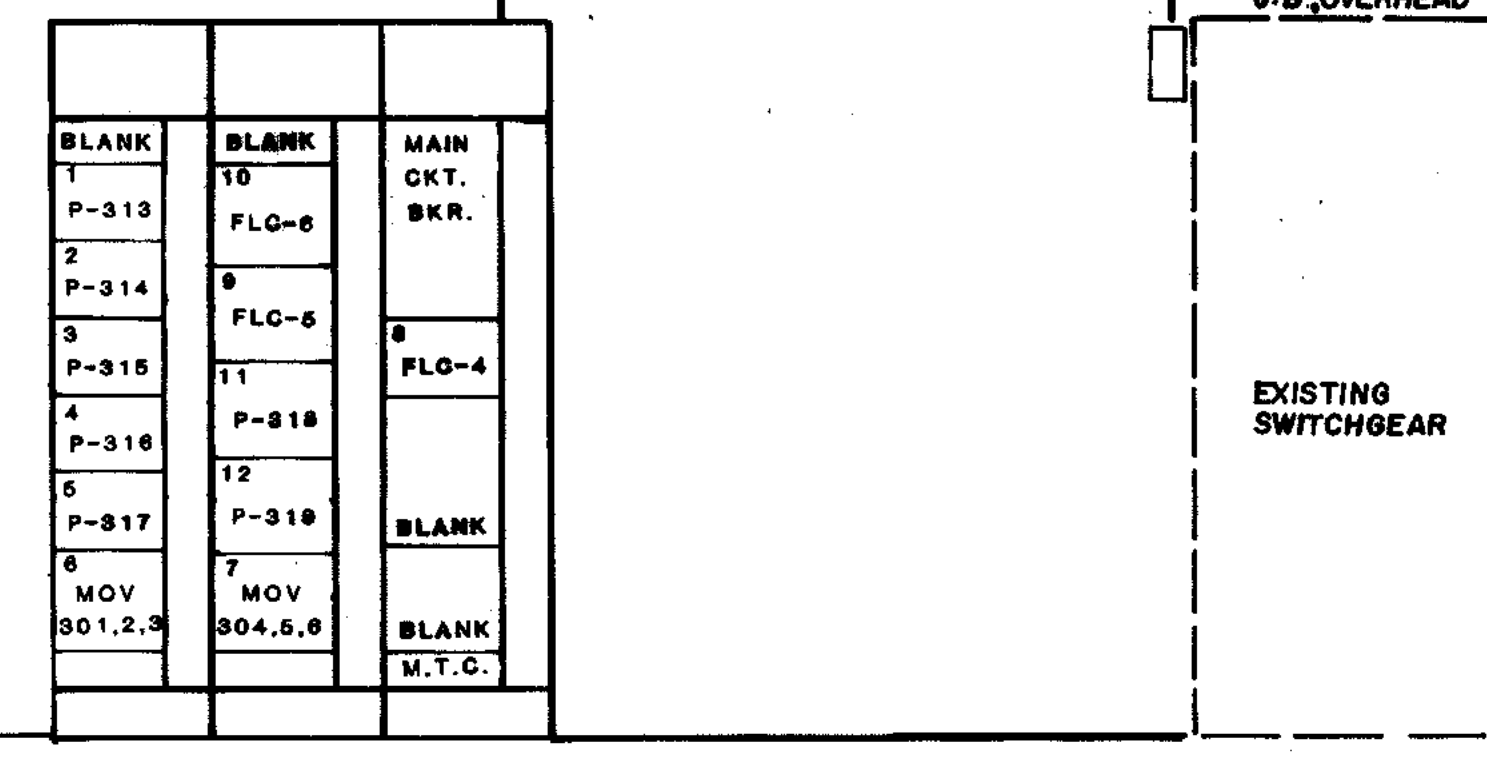 OVERHEAD
BLANK
1
P-313
2
P-314
3
P-315
4
P-316
5
P-317
6
MOV
301,2,3
BLANK
10
FLC-6
9
FLC-5
11
P-318
12
P-319
7
MOV
304,5,6
MAIN
CKT.
BKR.
8
FLC-4
BLANK
BLANK
M.T.C.
EXISTING
SWITCHGEAR